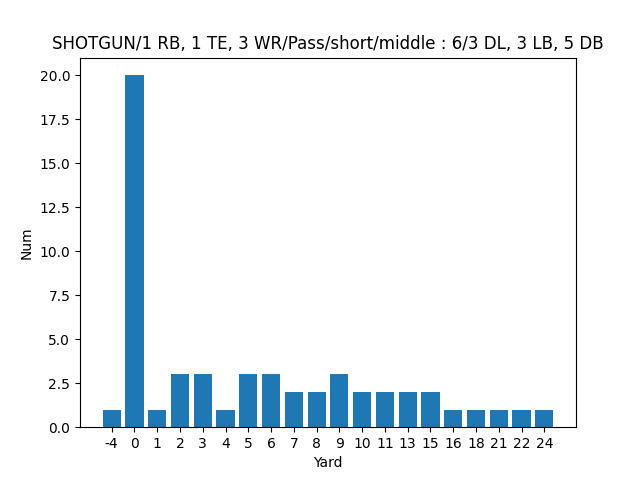 SHOTGUN/1 RB, 1 TE, 3 WR/Pass/short/middle : 6/3 DL, 3 LB, 5 DB
20.0
17.5
15.0
12.5
10.0
7.5
5.0
2.5
0.0
Num
-4 0 1 2 3 4 5 6 7 8 9 10 11 13 15 16 18 21 22 24
Yard